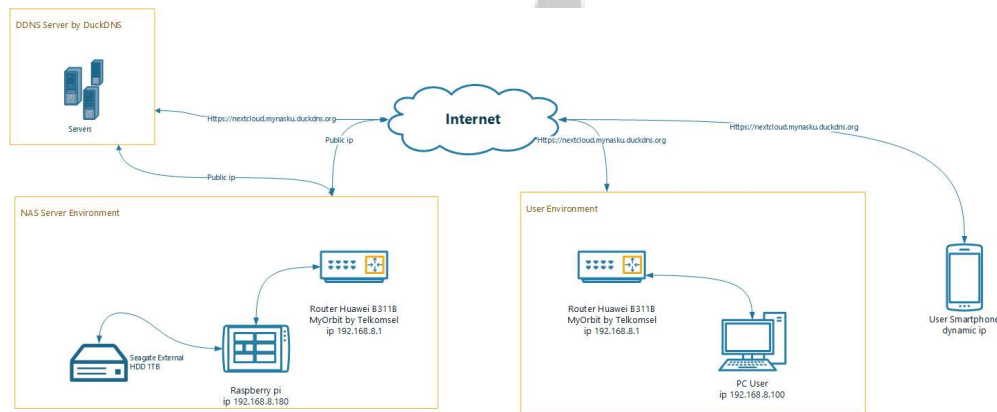 DDNS Server by DuckDNS
Servers
Https://nextcloud.mynasku.duckdns.org
Internet
Https://nextcloud.mynasku.duckdns.org
Public ip
Https://nextcloud.mynasku.duckdns.org
Public ip
NAS Server Environment
Router Huawei B311B
MyOrbit by Telkomsel
ip 192.168.8.1
Seagate External
HDD 1TB
Raspberry pi
ip 192.168.8.180
User Environment
Router Huawei B311B
MyOrbit by Telkomsel
ip 192.168.8.1
PC User
ip 192.168.8.100
User Smartphone
dynamic ip